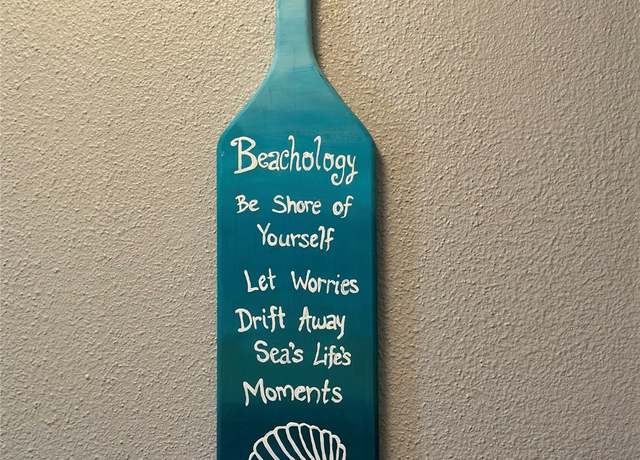 Beachology
Be Shore of
Yourself
Let Worries
Drift Away
Sea's Life's
Moments